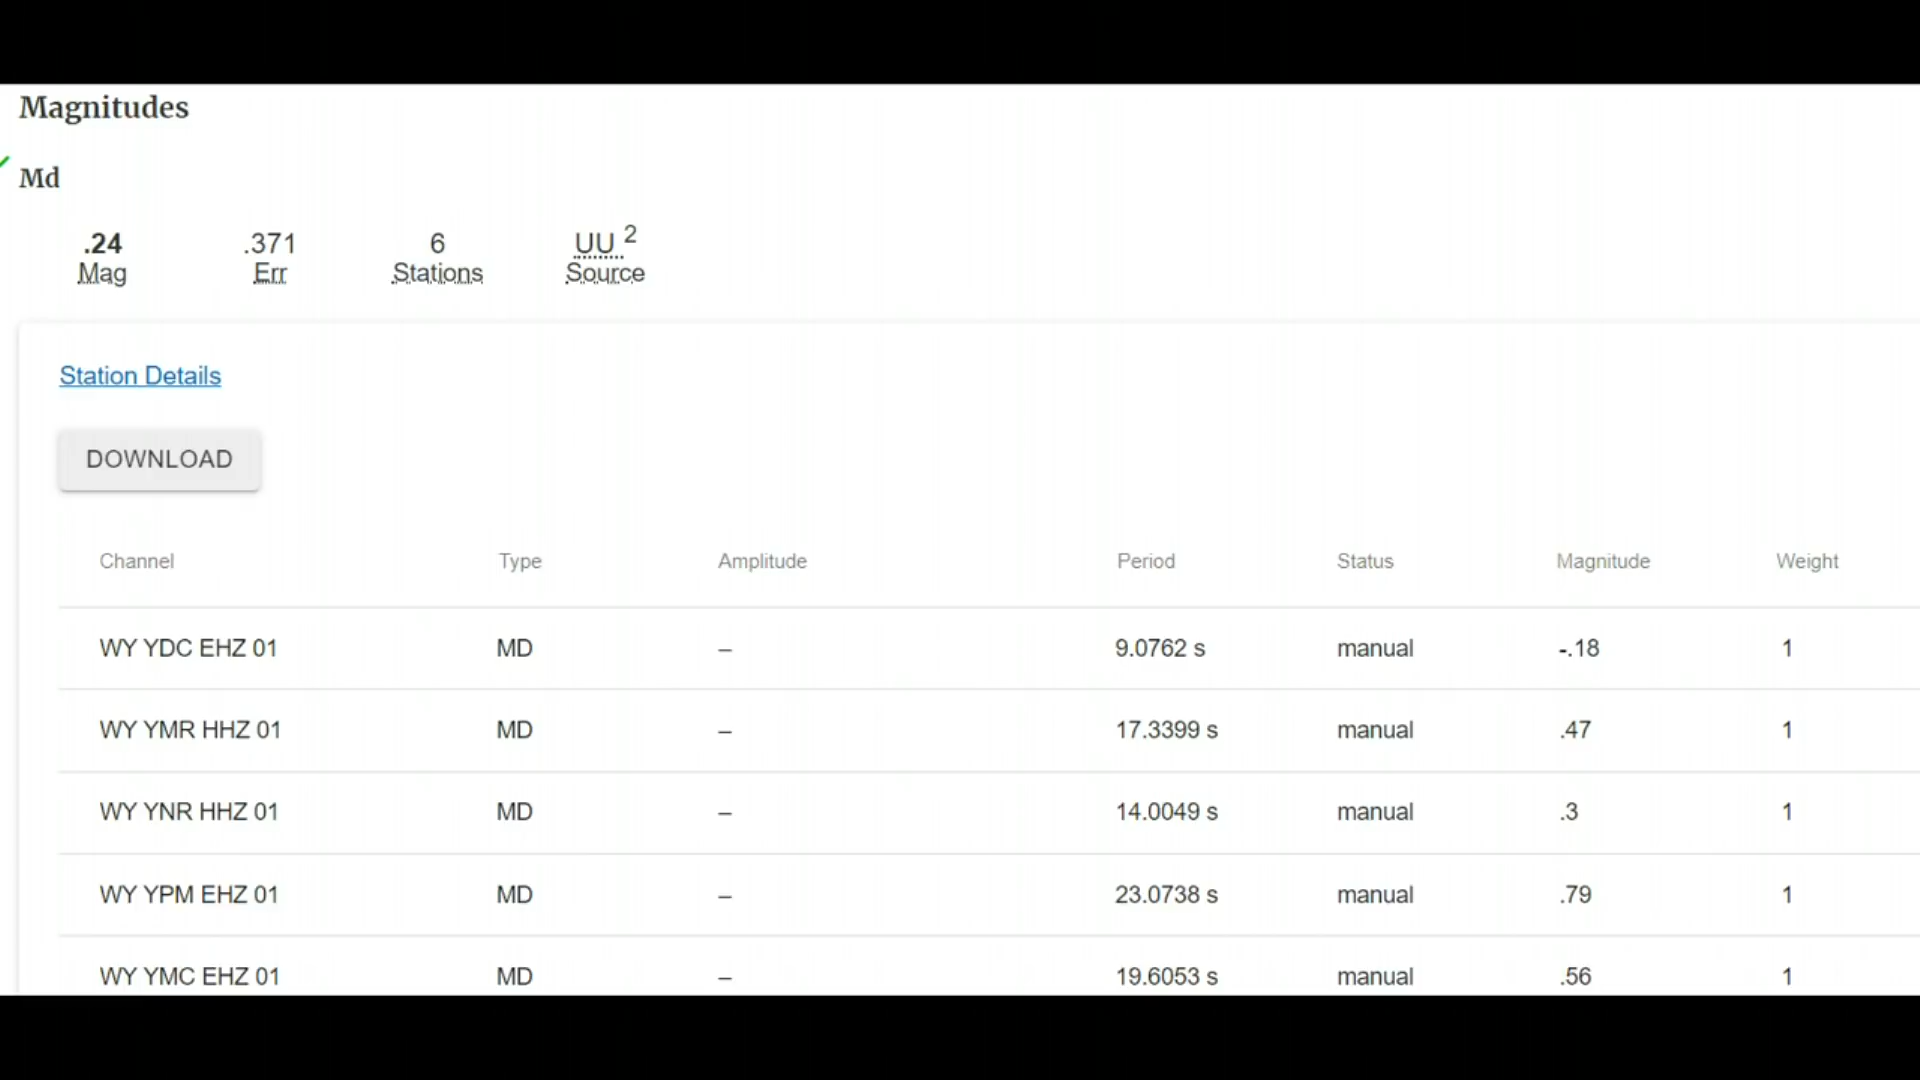 Magnitudes
Md
.24 .371 6 UU 2
Mag Err Stations Source
Station Details
DOWNLOAD
Channel Type Amplitude Period Status Magnitude Weight
WY YDC EHZ 01 MD – 9.0762 s manual -.18 1
WY YMR HHZ 01 MD – 17.3399 s manual .47 1
WY YNR HHZ 01 MD – 14.0049 s manual .3 1
WY YPM EHZ 01 MD – 23.0738 s manual .79 1
WY YMC EHZ 01 MD – 19.6053 s manual .56 1